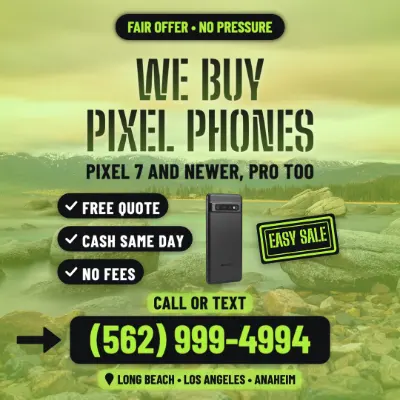 FAIR OFFER • NO PRESSURE
WE BUY
PIXEL PHONES
PIXEL 7 AND NEWER, PRO TOO
FREE QUOTE
CASH SAME DAY
NO FEES
EASY SALE
CALL OR TEXT
(562) 999-4994
LONG BEACH • LOS ANGELES • ANAHEIM